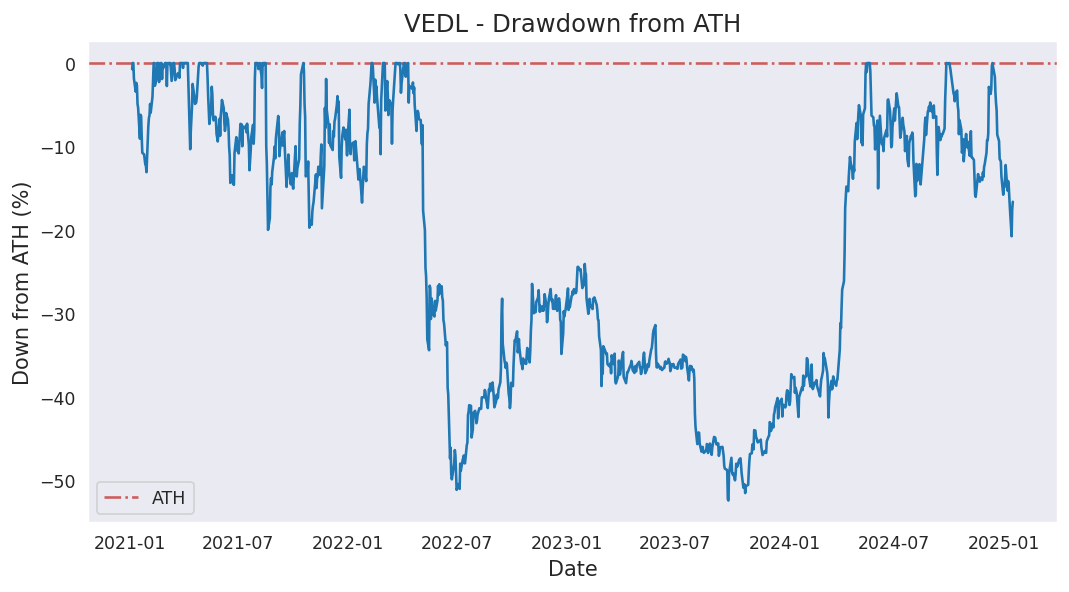 VEDL - Drawdown from ATH
Down from ATH (%)
0
−10
−20
−30
−40
−50
ATH
2021-01 2021-07 2022-01 2022-07 2023-01 2023-07 2024-01 2024-07 2025-01
Date